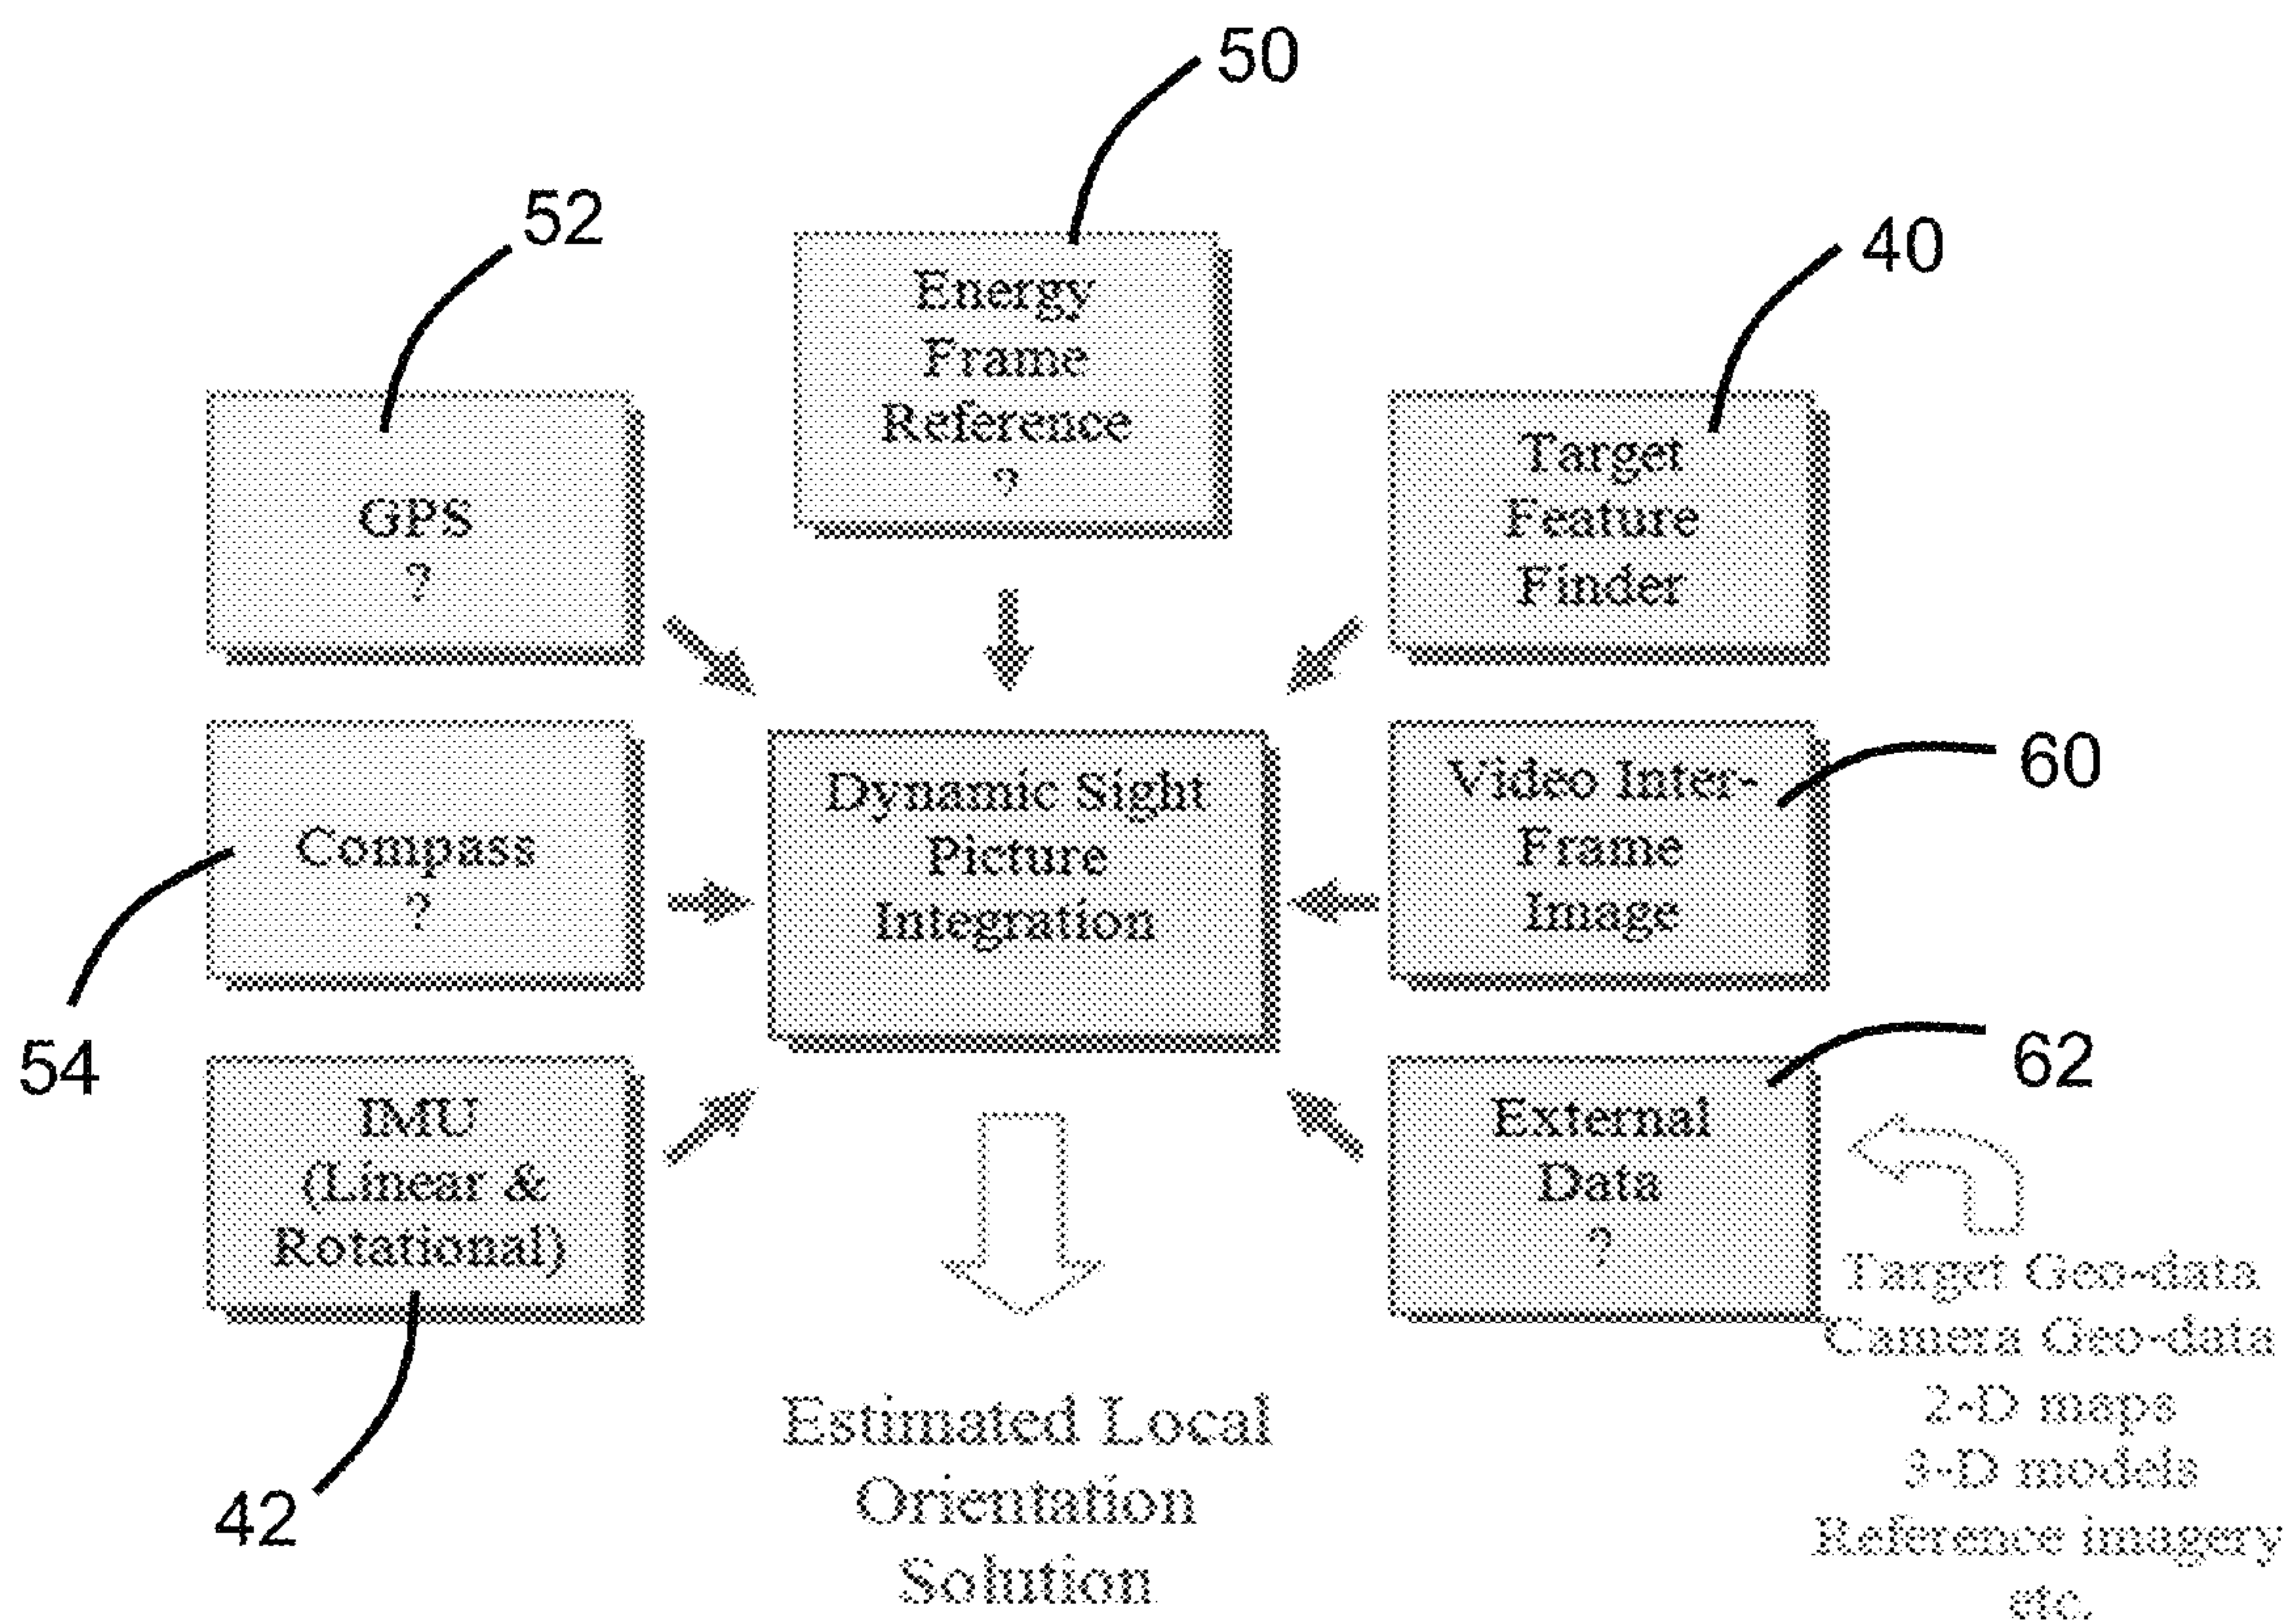 50
52
40
Energy
Frame
Reference
?
GPS
?
Target
Feature
Finder
Compass
?
54
Dynamic Sight
Picture
Integration
Video Inter-
Frame
Image
60
IMU
(Linear &
Rotational)
42
External
Data
?
62
Target Geo-data
Camera Geo-data
2-D maps
3-D models
Reference imagery
etc.
Estimated Local
Orientation
Solution